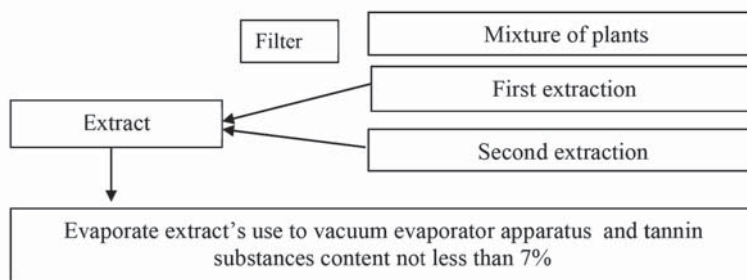 Filter
Mixture of plants
First extraction
Extract
Second extraction
Evaporate extract's use to vacuum evaporator apparatus and tannin
substances content not less than 7%